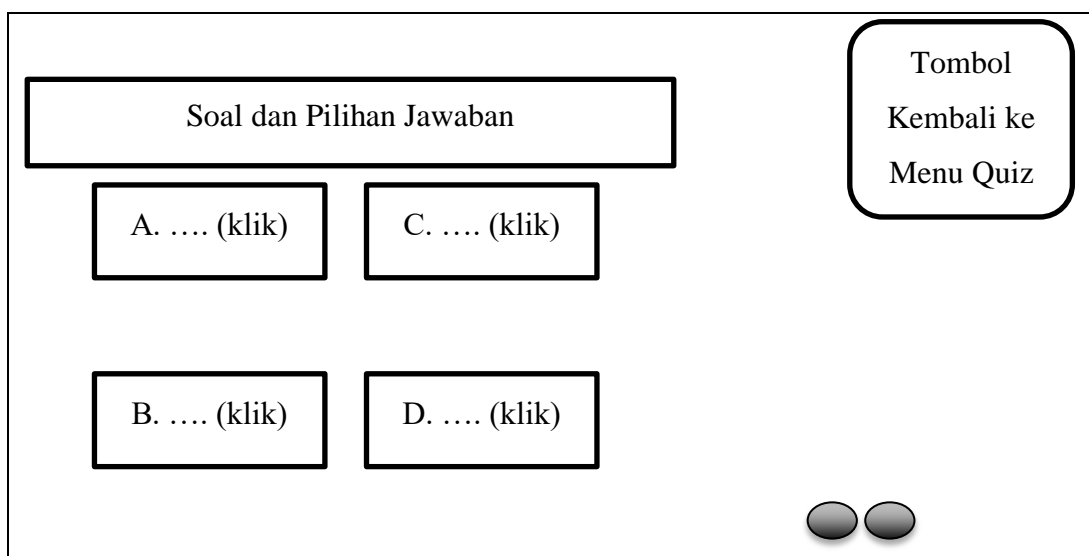 Soal dan Pilihan Jawaban
Tombol
Kembali ke
Menu Quiz
A. …. (klik)
C. …. (klik)
B. …. (klik)
D. …. (klik)